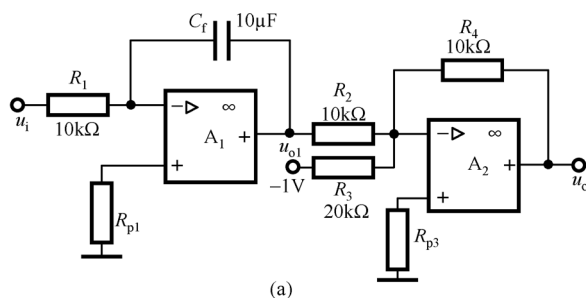 C_f
10μF
R_1
10kΩ
u_i
− ▷ ∞
A_1
+
+
R_p1
u_o1
R_2
10kΩ
−1V
R_3
20kΩ
R_4
10kΩ
− ▷ ∞
A_2
+
+
R_p3
u_o
(a)